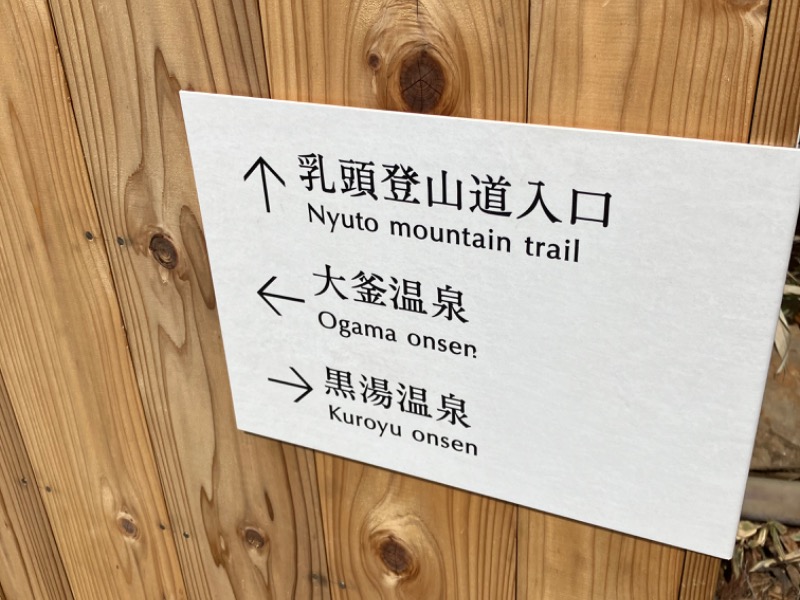 ↑ 乳頭登山道入口
Nyuto mountain trail
← 大釜温泉
Ogama onsen
→ 黒湯温泉
Kuroyu onsen